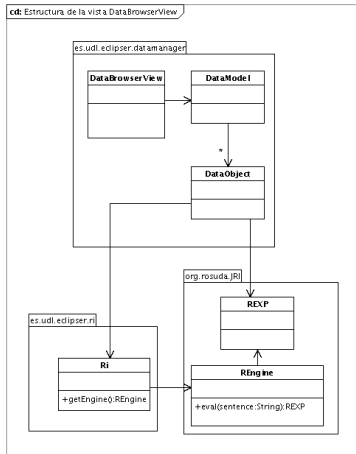 cd: Estructura de la vista DataBrowserView
es.udl.eclipser.datamanager
DataBrowserView
DataModel
*
DataObject
org.rosuda.JRI
REXP
es.udl.eclipser.ri
Ri
+getEngine():REngine
REngine
+eval(sentence:String):REXP